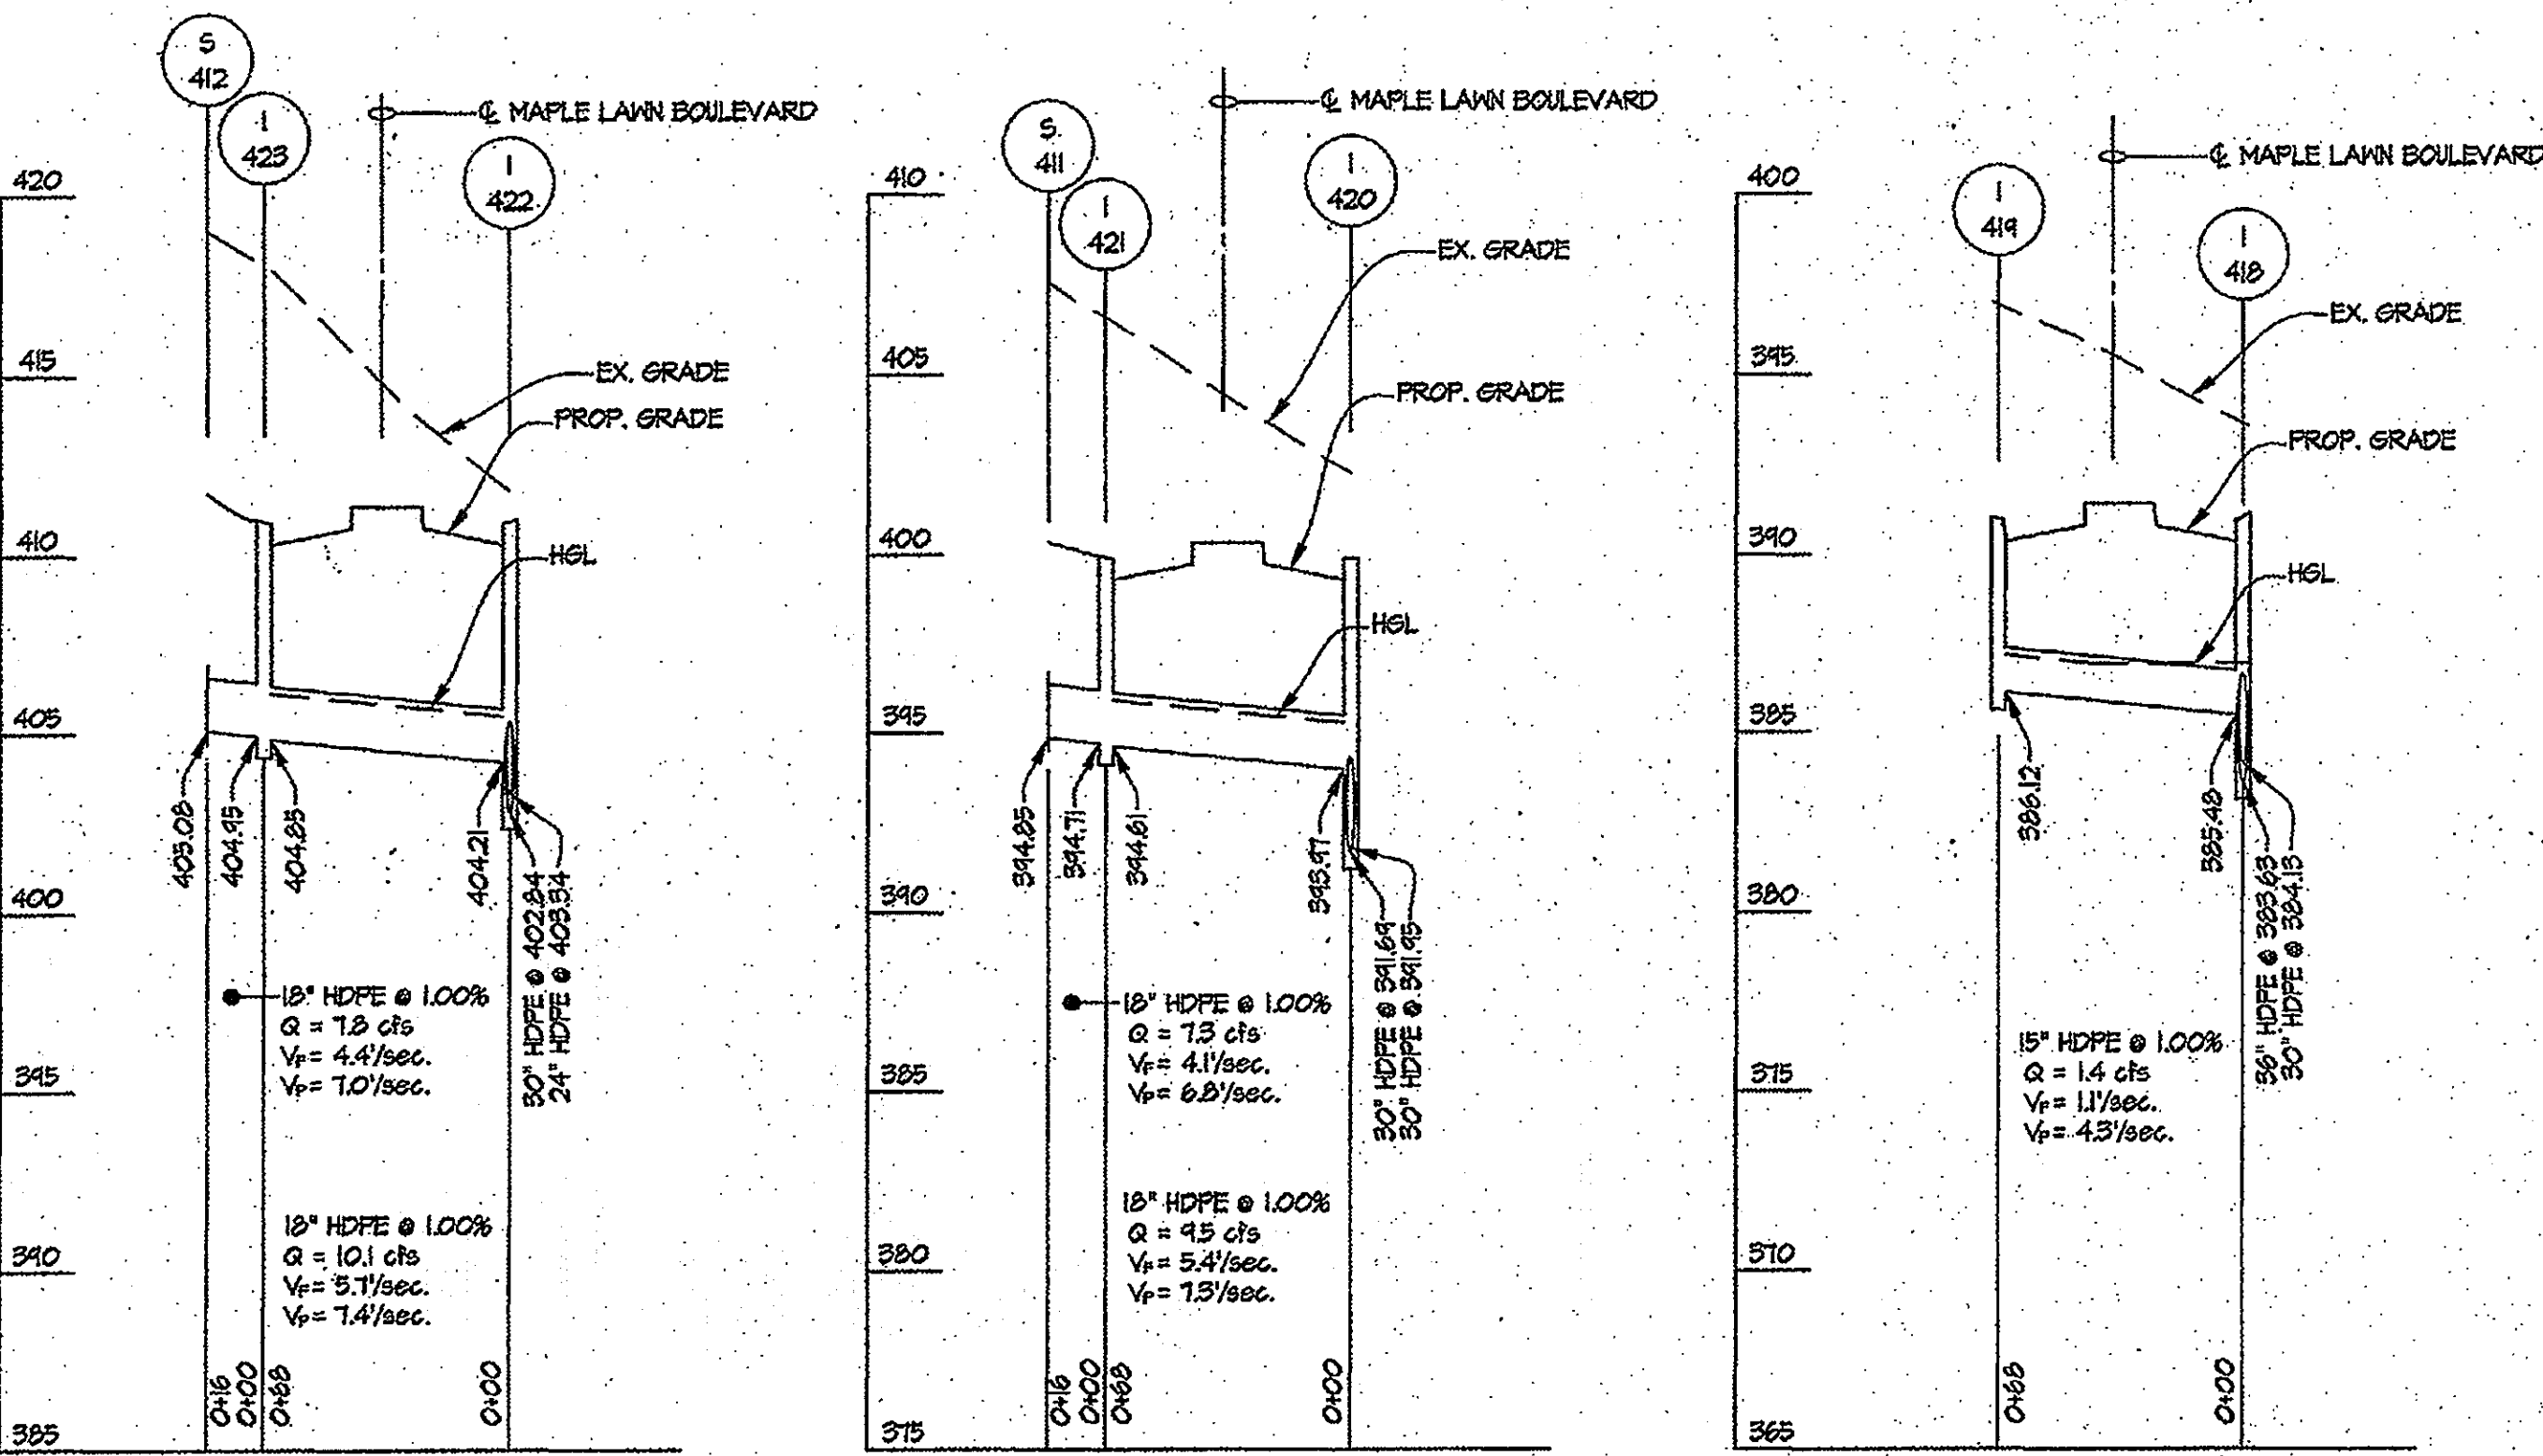 S
412
I
423
℄ MAPLE LAWN BOULEVARD
I
422
420
415
410
405
400
395
390
385
EX. GRADE
PROP. GRADE
HGL
405.08
404.95
404.85
404.21
30" HDPE @ 402.84
24" HDPE @ 403.34
18" HDPE @ 1.00%
Q = 7.8 cfs
VF= 4.4'/sec.
VP= 7.0'/sec.
18" HDPE @ 1.00%
Q = 10.1 cfs
VF= 5.7'/sec.
VP= 7.4'/sec.
0+16
0+00
0+68
0+00
S
411
I
421
℄ MAPLE LAWN BOULEVARD
I
420
410
405
400
395
390
385
380
375
EX. GRADE
PROP. GRADE
HGL
394.85
394.71
394.61
393.97
30" HDPE @ 391.69
30" HDPE @ 391.95
18" HDPE @ 1.00%
Q = 7.3 cfs
VF= 4.1'/sec.
VP= 6.8'/sec.
18" HDPE @ 1.00%
Q = 9.5 cfs
VF= 5.4'/sec.
VP= 7.3'/sec.
0+16
0+00
0+68
0+00
I
419
℄ MAPLE LAWN BOULEVARD
I
418
400
395
390
385
380
375
370
365
EX. GRADE
PROP. GRADE
HGL
386.12
385.48
36" HDPE @ 383.63
30" HDPE @ 384.13
15" HDPE @ 1.00%
Q = 1.4 cfs
VF= 1.1'/sec.
VP= 4.3'/sec.
0+68
0+00